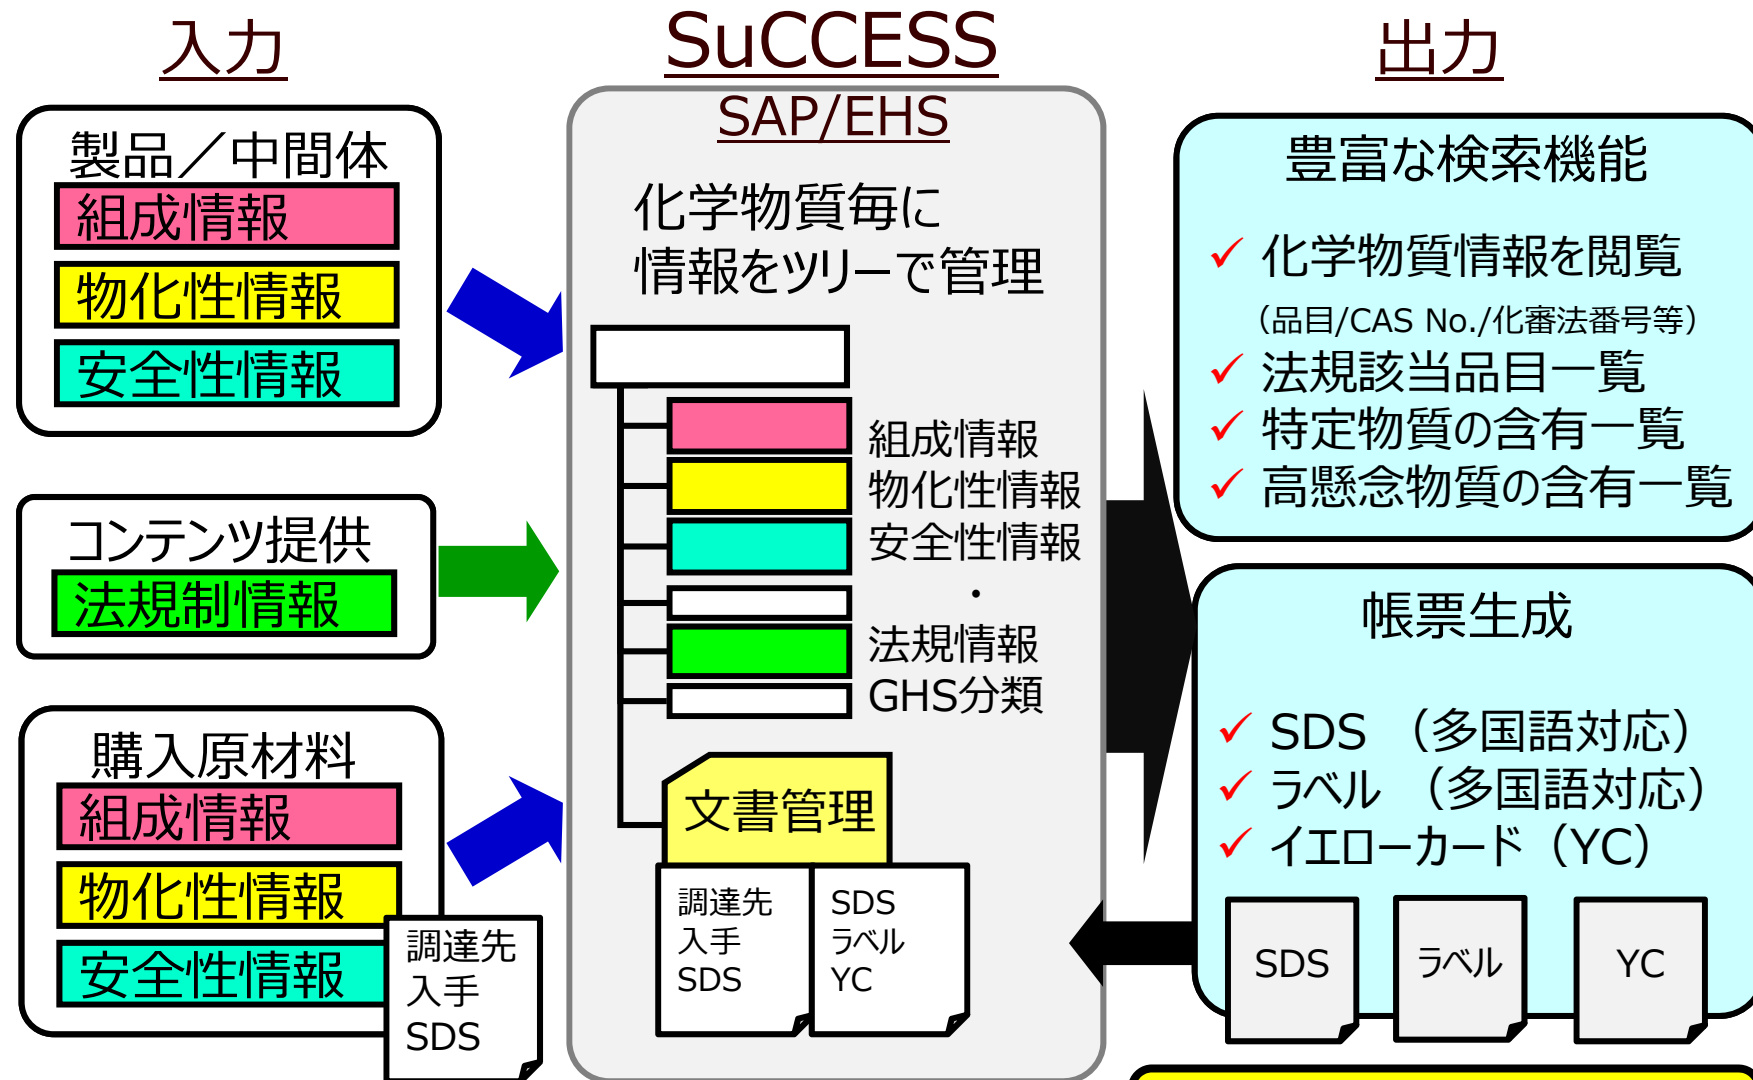 入力
製品／中間体
組成情報
物化性情報
安全性情報
コンテンツ提供
法規制情報
購入原材料
組成情報
物化性情報
安全性情報
調達先
入手
SDS
SuCCESS
SAP/EHS
化学物質毎に
情報をツリーで管理
組成情報
物化性情報
安全性情報
・
法規情報
GHS分類
文書管理
調達先
入手
SDS
SDS
ラベル
YC
出力
豊富な検索機能
✓ 化学物質情報を閲覧
（品目/CAS No./化審法番号等）
✓ 法規該当品目一覧
✓ 特定物質の含有一覧
✓ 高懸念物質の含有一覧
帳票生成
✓ SDS （多国語対応）
✓ ラベル （多国語対応）
✓ イエローカード（YC）
SDS
ラベル
YC